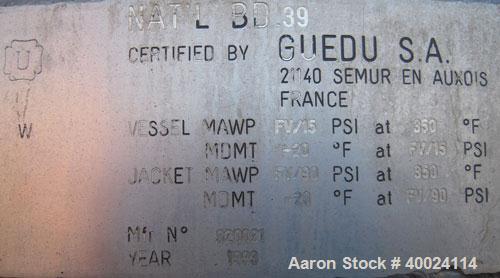 NAT'L BD 39
U
CERTIFIED BY GUEDU S.A.
21140 SEMUR EN AUXOIS
FRANCE
W
VESSEL MAWP FV/15 PSI at 350 °F
MDMT -20 °F at FV/15 PSI
JACKET MAWP FV/90 PSI at 350 °F
MDMT -20 °F at FV/90 PSI
Mfr N°
YEAR
Aaron Stock # 40024114